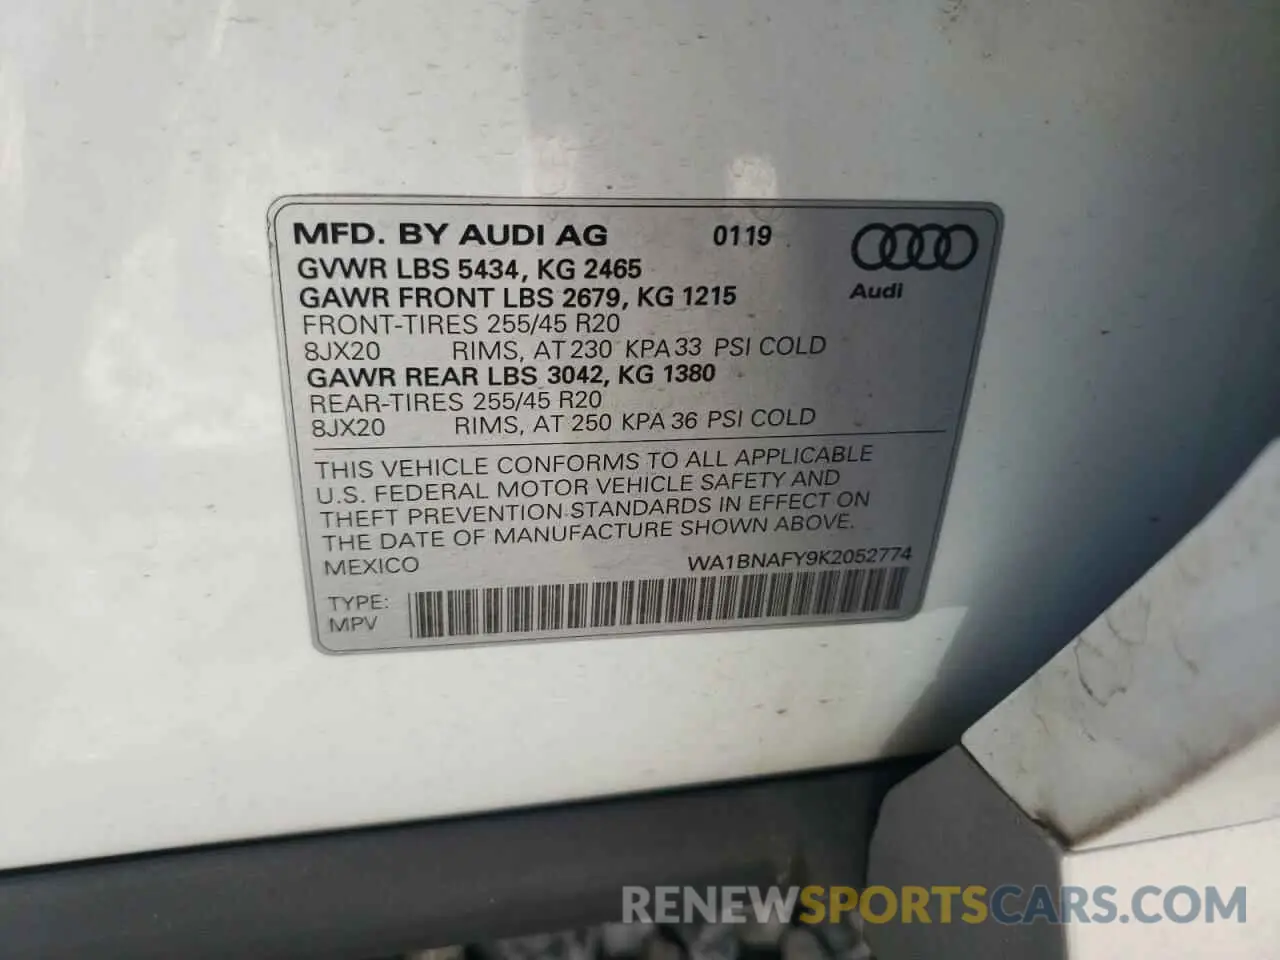 MFD. BY AUDI AG 0119
Audi
GVWR LBS 5434, KG 2465
GAWR FRONT LBS 2679, KG 1215
FRONT-TIRES 255/45 R20
8JX20 RIMS, AT 230 KPA 33 PSI COLD
GAWR REAR LBS 3042, KG 1380
REAR-TIRES 255/45 R20
8JX20 RIMS, AT 250 KPA 36 PSI COLD
THIS VEHICLE CONFORMS TO ALL APPLICABLE
U.S. FEDERAL MOTOR VEHICLE SAFETY AND
THEFT PREVENTION STANDARDS IN EFFECT ON
THE DATE OF MANUFACTURE SHOWN ABOVE.
MEXICO WA1BNAFY9K2052774
TYPE:
MPV
RENEWSPORTSCARS.COM